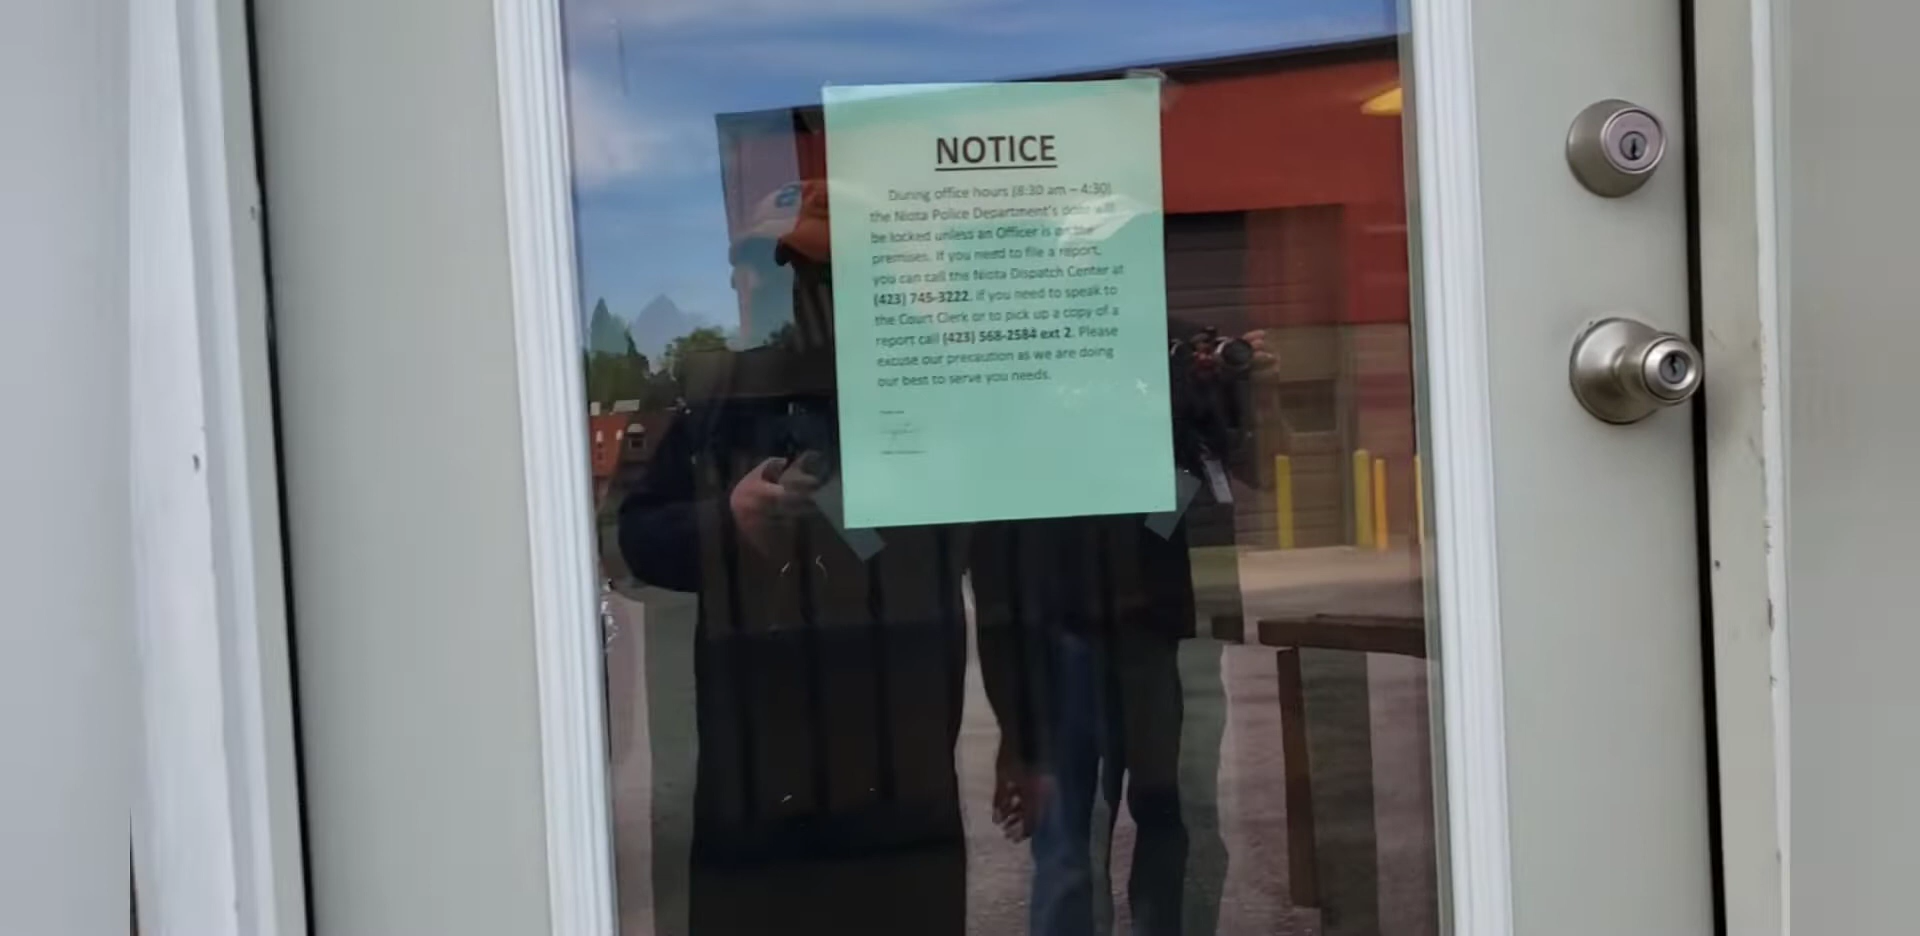 NOTICE
During office hours (8:30 am – 4:30)
the Niota Police Department's door will
be locked unless an Officer is on the
premises. If you need to file a report,
you can call the Niota Dispatch Center at
(423) 745-3222. If you need to speak to
the Court Clerk or to pick up a copy of a
report call (423) 568-2584 ext 2. Please
excuse our precaution as we are doing
our best to serve you needs.